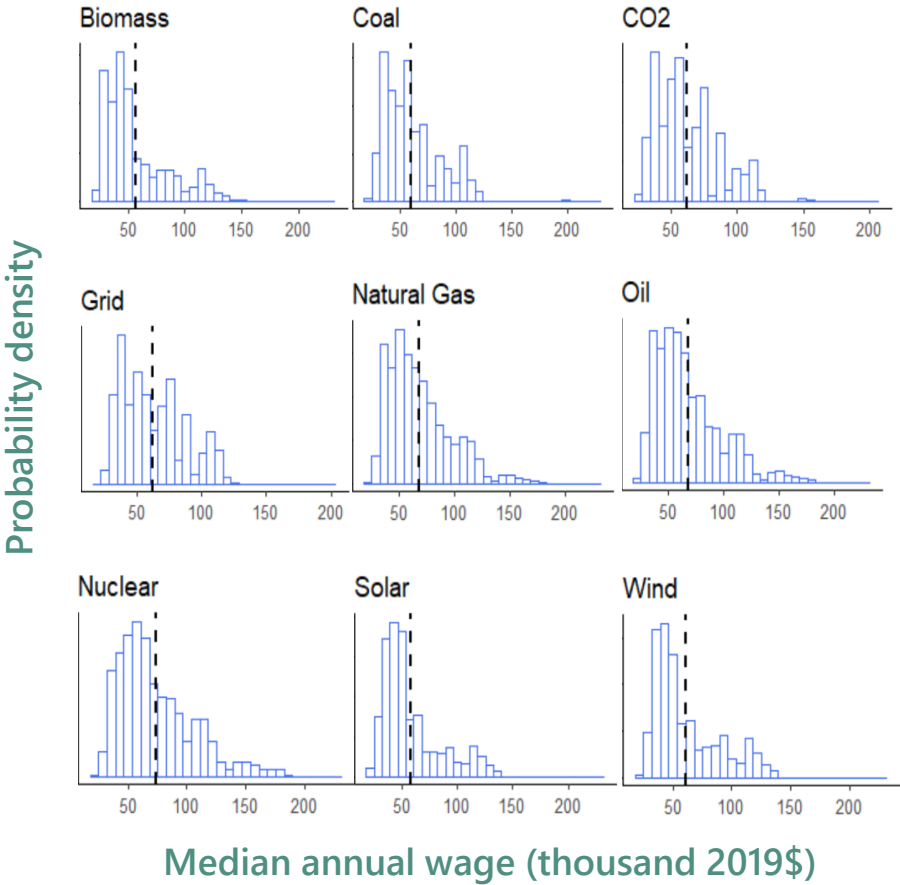 Biomass
Coal
CO2
50 100 150 200
50 100 150 200
50 100 150 200
Grid
Natural Gas
Oil
50 100 150 200
50 100 150 200
50 100 150 200
Nuclear
Solar
Wind
50 100 150 200
50 100 150 200
50 100 150 200
Probability density
Median annual wage (thousand 2019$)